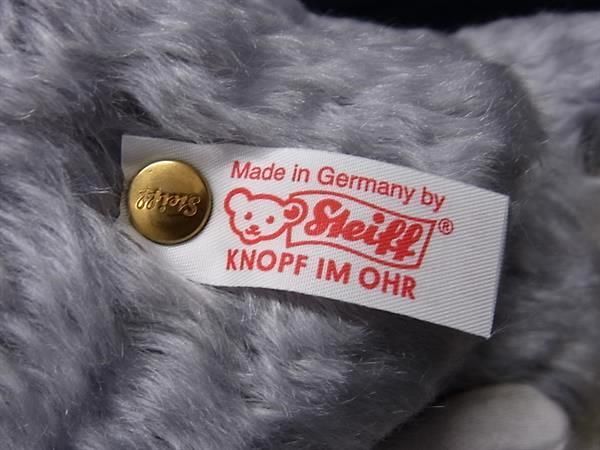 Steiff
Made in Germany by
Steiff®
KNOPF IM OHR